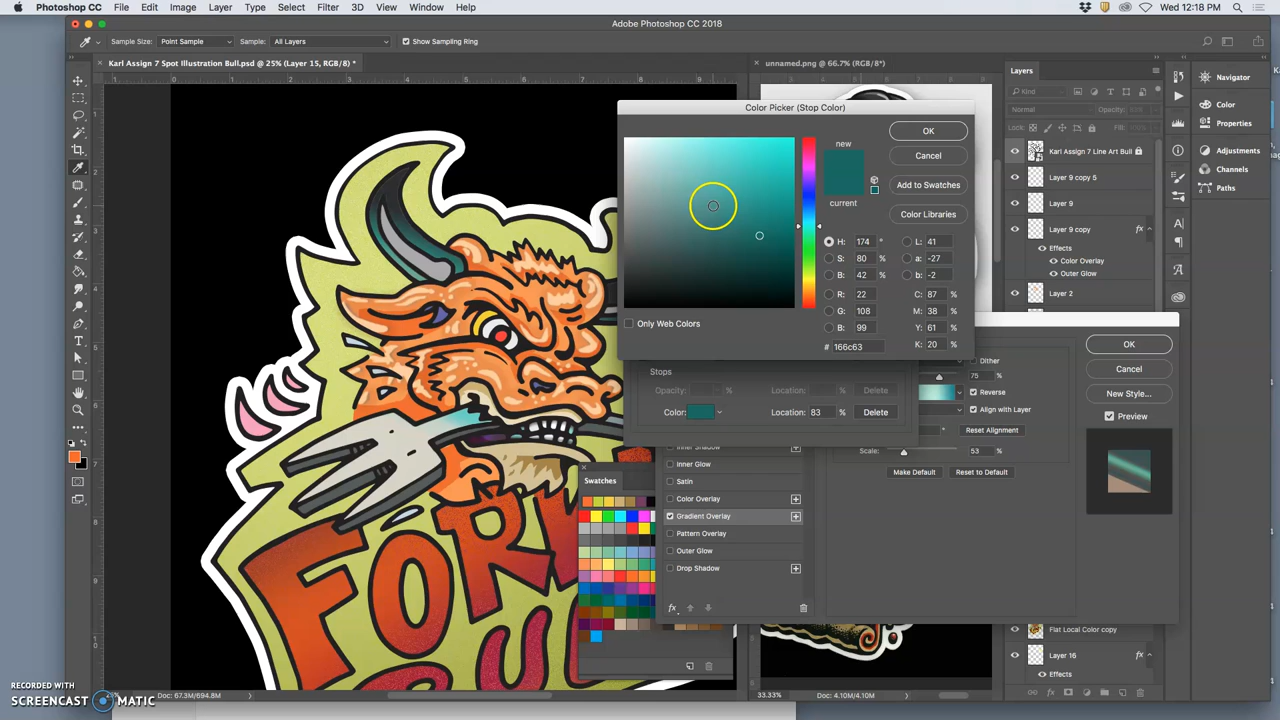 Photoshop CC File Edit Image Layer Type Select Filter 3D View Window Help Wed 12:18 PM
Adobe Photoshop CC 2018
Sample Size: Point Sample Sample: All Layers Show Sampling Ring
Karl Assign 7 Spot Illustration Bull.psd @ 25% (Layer 15, RGB/8) *
unnamed.png @ 66.7% (RGB/8*)
Layers
Kind
Normal Opacity:
Lock: Fill:
Karl Assign 7 Line Art Bull
Layer 9 copy 5
Layer 9
Layer 9 copy
fx
Effects
Color Overlay
Outer Glow
Layer 2
Flat Local Color copy
Layer 16
fx
Effects
Navigator
Color
Properties
Adjustments
Channels
Paths
Color Picker (Stop Color)
new
current
OK
Cancel
Add to Swatches
Color Libraries
H: 174 °
S: 80 %
B: 42 %
R: 22
G: 108
B: 99
L: 41
a: -27
b: -2
C: 87 %
M: 38 %
Y: 61 %
K: 20 %
# 166c63
Only Web Colors
Stops
Opacity: % Location: % Delete
Color: Location: 83 % Delete
Dither
75 %
Reverse
Align with Layer
° Reset Alignment
Scale: 53 %
Make Default Reset to Default
OK
Cancel
New Style...
Preview
Inner Shadow
Inner Glow
Satin
Color Overlay
Gradient Overlay
Pattern Overlay
Outer Glow
Drop Shadow
fx
Swatches
FORK
Doc: 67.3M/694.8M
33.33% Doc: 4.10M/4.10M
RECORDED WITH
SCREENCAST MATIC